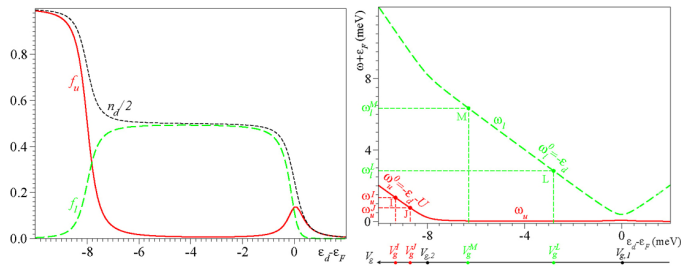 0.8
0.6
0.4
0.2
0.0
f_u
n_d/2
f_l
-8
-6
-4
-2
0
ε_d-ε_F
ω+ε_F (meV)
8
4
0
ω_l^M
ω_l^L
ω_u^I
ω_u^J
M
ω_l
ω_l^0=-ε_d
L
ω_u^0=-ε_d-U
I
J
ω_u
-8
-4
0
ε_d-ε_F (meV)
V_g
V_g^I
V_g^J
V_g,2
V_g^M
V_g^L
V_g,1